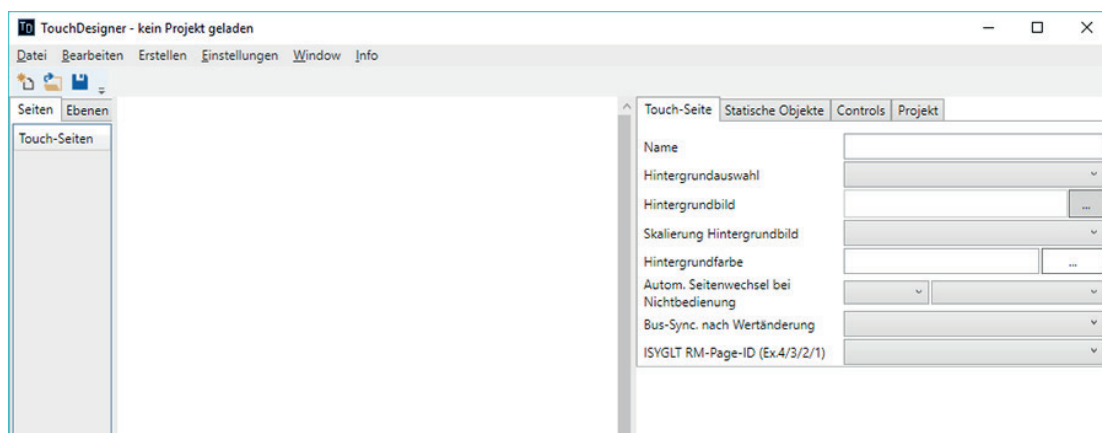 TD TouchDesigner - kein Projekt geladen
Datei Bearbeiten Erstellen Einstellungen Window Info
Seiten Ebenen
Touch-Seiten
Touch-Seite Statische Objekte Controls Projekt
Name
Hintergrundauswahl
Hintergrundbild ...
Skalierung Hintergrundbild
Hintergrundfarbe ...
Autom. Seitenwechsel bei
Nichtbedienung
Bus-Sync. nach Wertänderung
ISYGLT RM-Page-ID (Ex.4/3/2/1)